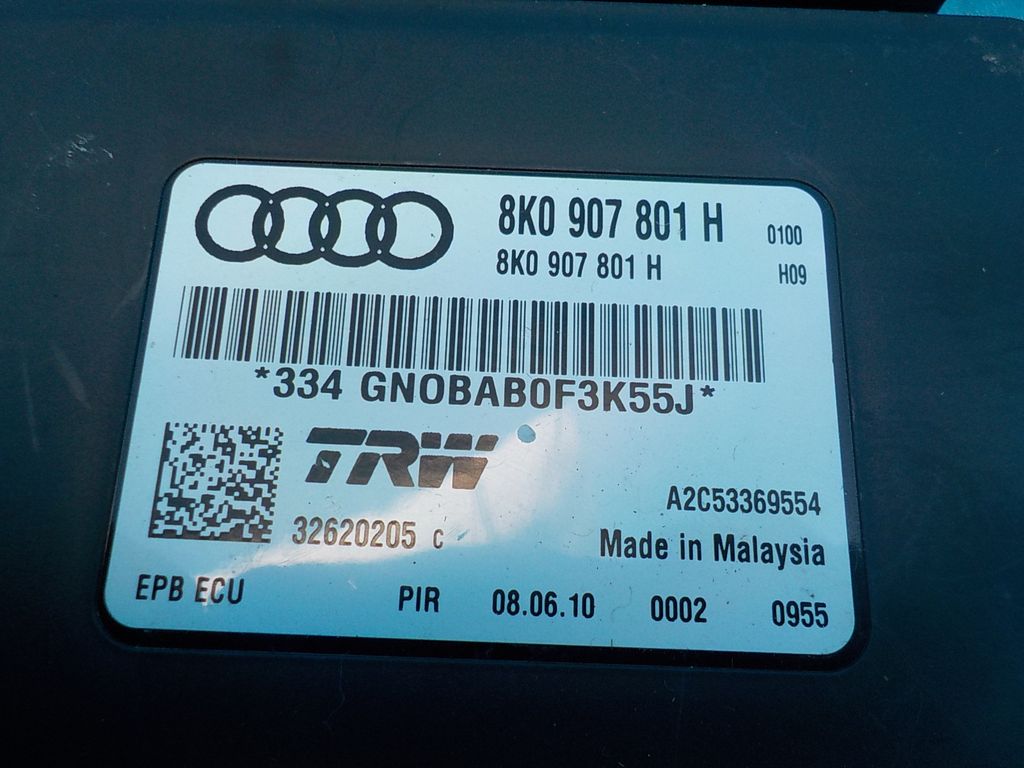 8K0 907 801 H 0100
8K0 907 801 H H09
*334 GN0BAB0F3K55J*
TRW
A2C53369554
32620205 C
Made in Malaysia
EPB ECU PIR 08.06.10 0002 0955